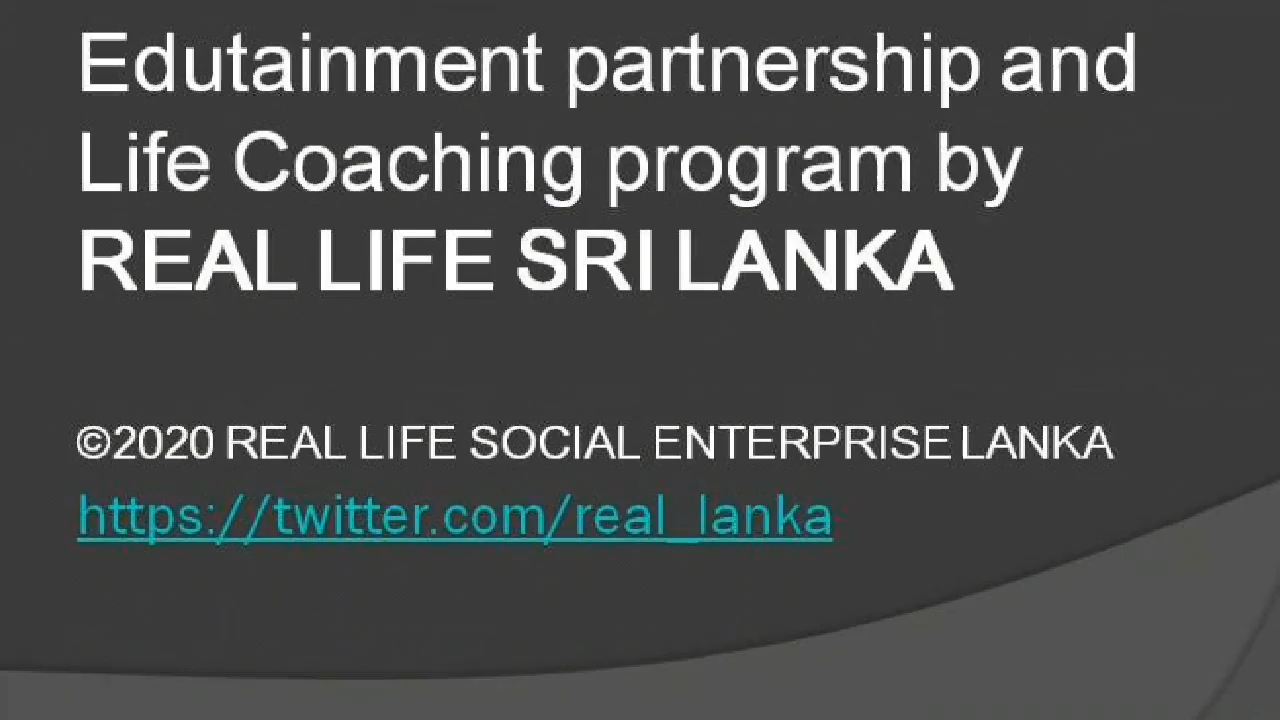 Edutainment partnership and
Life Coaching program by
REAL LIFE SRI LANKA
©2020 REAL LIFE SOCIAL ENTERPRISE LANKA
https://twitter.com/real_lanka